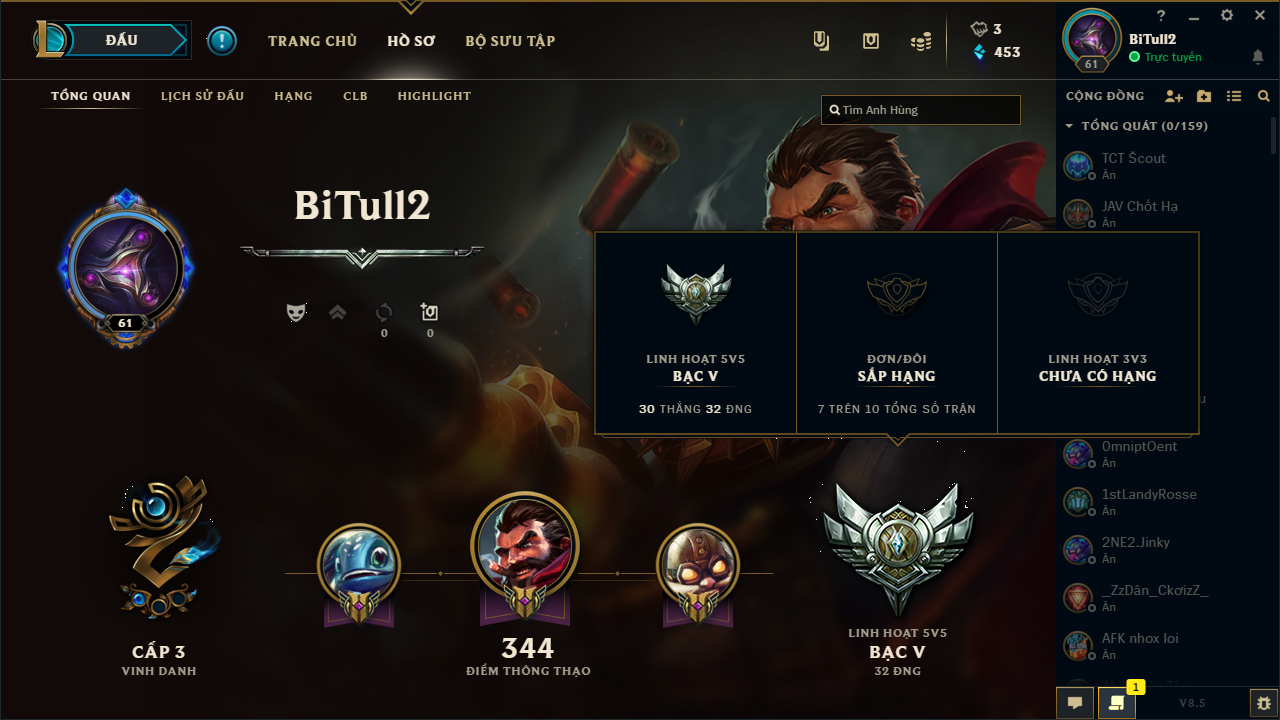 ĐẤU
TRANG CHỦ
HỒ SƠ
BỘ SƯU TẬP
3
453
?
BiTull2
Trực tuyến
61
TỔNG QUAN
LỊCH SỬ ĐẤU
HẠNG
CLB
HIGHLIGHT
Tìm Anh Hùng
CỘNG ĐỒNG
TỔNG QUÁT (0/159)
TCT Šcout
Ẩn
JAV Chót Hạ
Ẩn
BiTull2
61
0
0
LINH HOẠT 5V5
BẠC V
30 THẮNG 32 ĐNG
ĐƠN/ĐÔI
SẮP HẠNG
7 TRÊN 10 TỔNG SỐ TRẬN
LINH HOẠT 3V3
CHƯA CÓ HẠNG
OmniptOent
Ẩn
1stLandyRosse
Ẩn
2NE2.Jinky
Ẩn
_ZzDân_CkơizZ_
Ẩn
AFK nhox loi
Ẩn
CẤP 3
VINH DANH
344
ĐIỂM THÔNG THẠO
LINH HOẠT 5V5
BẠC V
32 ĐNG
1
V8.5